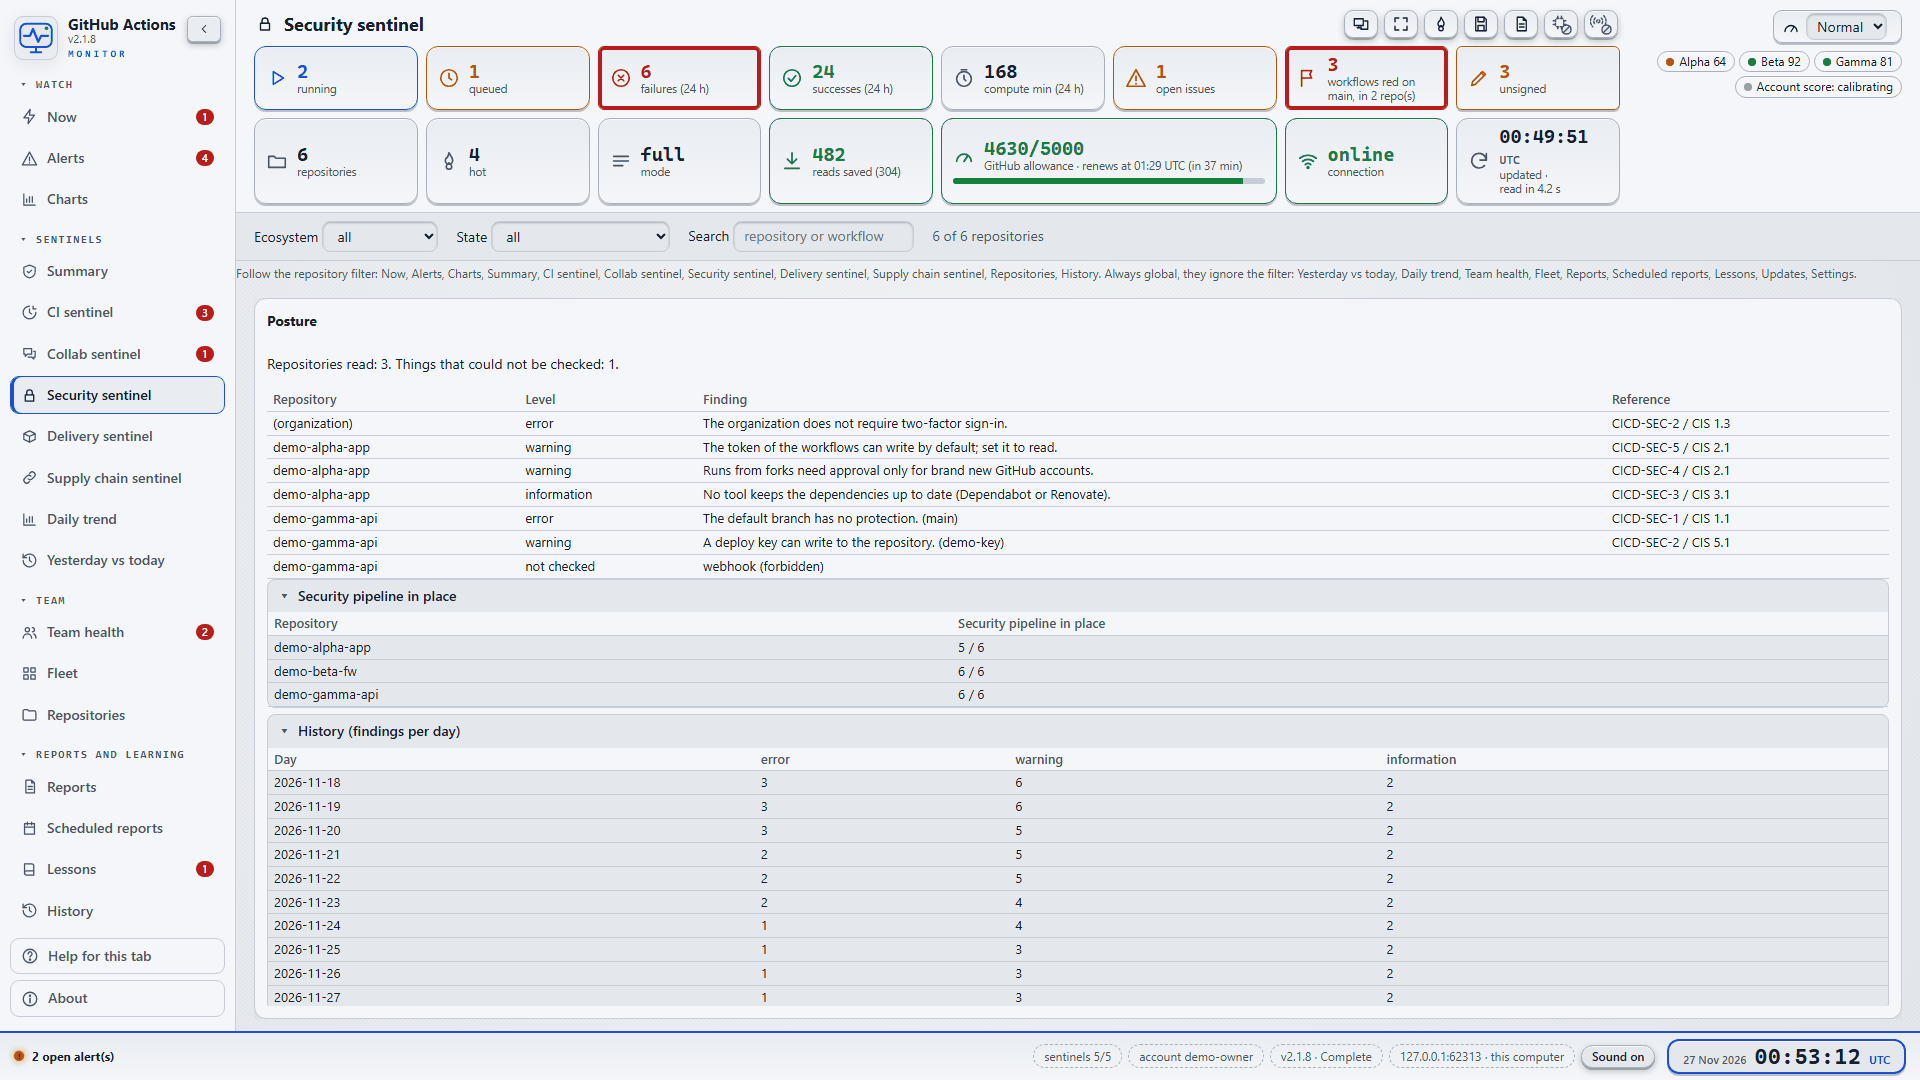 GitHub Actions
v2.1.8
MONITOR
WATCH
Now 1
Alerts 4
Charts
SENTINELS
Summary
CI sentinel 3
Collab sentinel 1
Security sentinel
Delivery sentinel
Supply chain sentinel
Daily trend
Yesterday vs today
TEAM
Team health 2
Fleet
Repositories
REPORTS AND LEARNING
Reports
Scheduled reports
Lessons 1
History
Help for this tab
About
Security sentinel
Normal
Alpha 64 Beta 92 Gamma 81
Account score: calibrating
2 running
1 queued
6 failures (24 h)
24 successes (24 h)
168 compute min (24 h)
1 open issues
3 workflows red on main, in 2 repo(s)
3 unsigned
6 repositories
4 hot
full mode
482 reads saved (304)
4630/5000
GitHub allowance · renews at 01:29 UTC (in 37 min)
online connection
00:49:51 UTC
updated ·
read in 4.2 s
Ecosystem all State all Search repository or workflow 6 of 6 repositories
Follow the repository filter: Now, Alerts, Charts, Summary, CI sentinel, Collab sentinel, Security sentinel, Delivery sentinel, Supply chain sentinel, Repositories, History. Always global, they ignore the filter: Yesterday vs today, Daily trend, Team health, Fleet, Reports, Scheduled reports, Lessons, Updates, Settings.
Posture
Repositories read: 3. Things that could not be checked: 1.
Repository Level Finding Reference
(organization) error The organization does not require two-factor sign-in. CICD-SEC-2 / CIS 1.3
demo-alpha-app warning The token of the workflows can write by default; set it to read. CICD-SEC-5 / CIS 2.1
demo-alpha-app warning Runs from forks need approval only for brand new GitHub accounts. CICD-SEC-4 / CIS 2.1
demo-alpha-app information No tool keeps the dependencies up to date (Dependabot or Renovate). CICD-SEC-3 / CIS 3.1
demo-gamma-api error The default branch has no protection. (main) CICD-SEC-1 / CIS 1.1
demo-gamma-api warning A deploy key can write to the repository. (demo-key) CICD-SEC-2 / CIS 5.1
demo-gamma-api not checked webhook (forbidden)
Security pipeline in place
Repository Security pipeline in place
demo-alpha-app 5 / 6
demo-beta-fw 6 / 6
demo-gamma-api 6 / 6
History (findings per day)
Day error warning information
2026-11-18 3 6 2
2026-11-19 3 6 2
2026-11-20 3 5 2
2026-11-21 2 5 2
2026-11-22 2 5 2
2026-11-23 2 4 2
2026-11-24 1 4 2
2026-11-25 1 3 2
2026-11-26 1 3 2
2026-11-27 1 3 2
2 open alert(s)
sentinels 5/5
account demo-owner
v2.1.8 · Complete
127.0.0.1:62313 · this computer
Sound on
27 Nov 2026 00:53:12 UTC